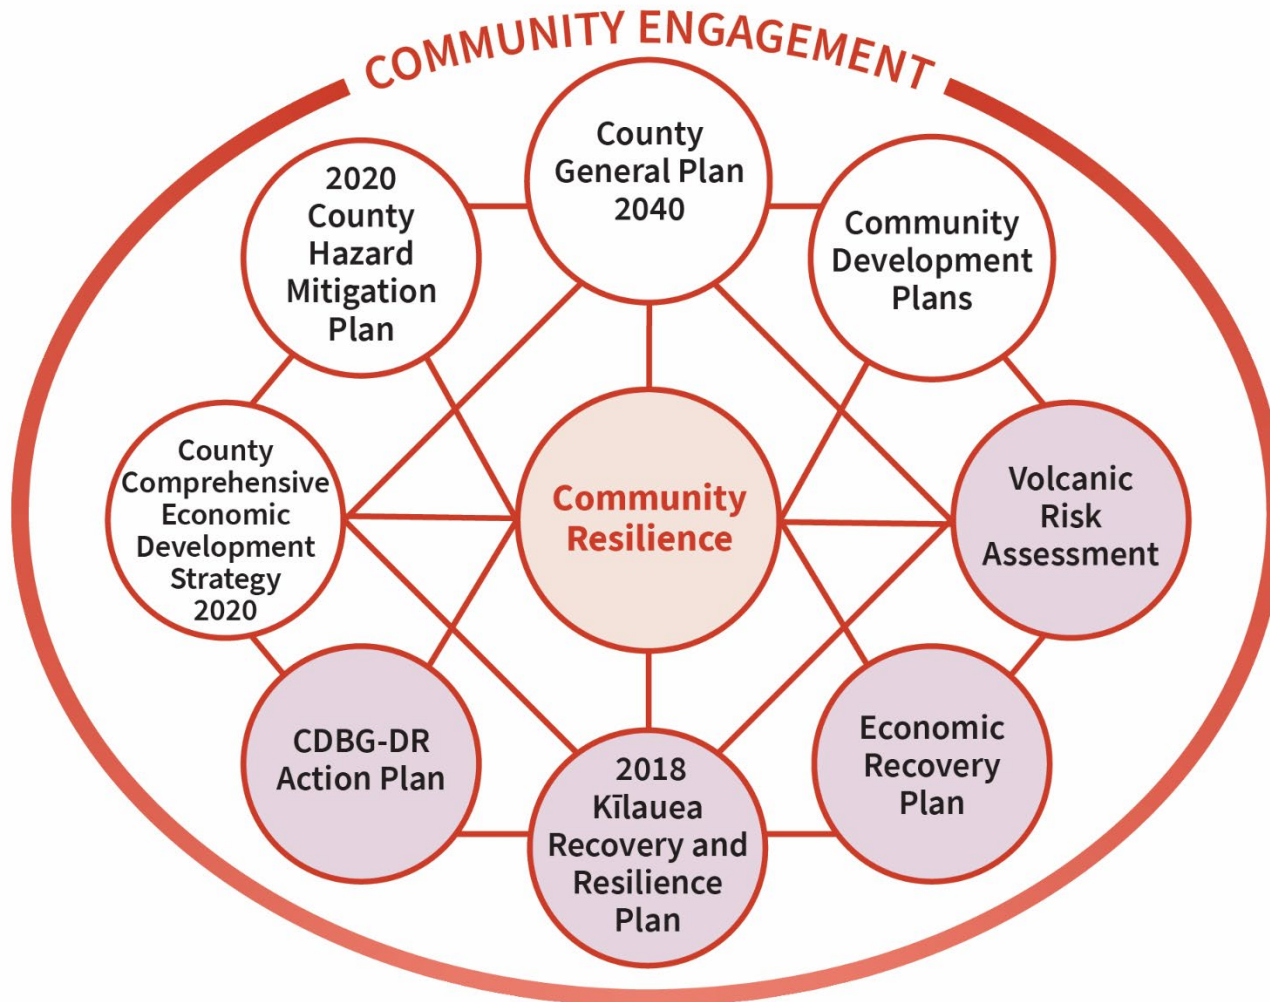 COMMUNITY ENGAGEMENT
County
General Plan
2040
2020
County
Hazard
Mitigation
Plan
Community
Development
Plans
County
Comprehensive
Economic
Development
Strategy
2020
Community
Resilience
Volcanic
Risk
Assessment
CDBG-DR
Action Plan
2018
Kīlauea
Recovery and
Resilience
Plan
Economic
Recovery
Plan